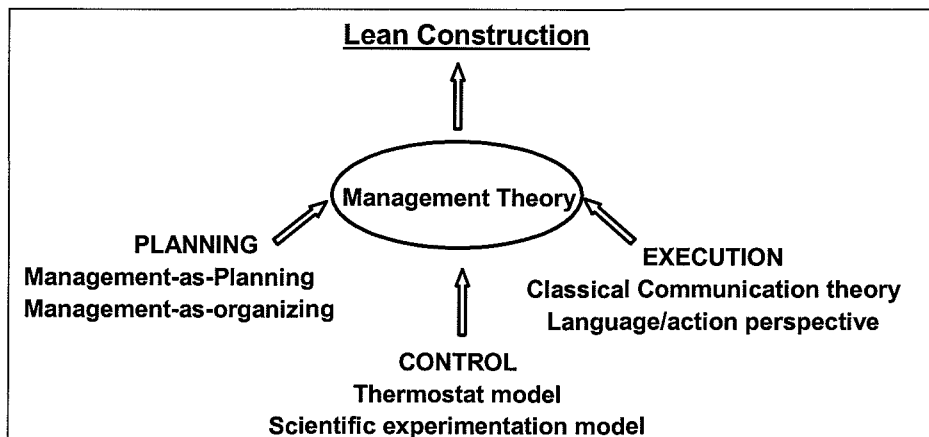 Lean Construction
Management Theory
PLANNING
Management-as-Planning
Management-as-organizing
EXECUTION
Classical Communication theory
Language/action perspective
CONTROL
Thermostat model
Scientific experimentation model